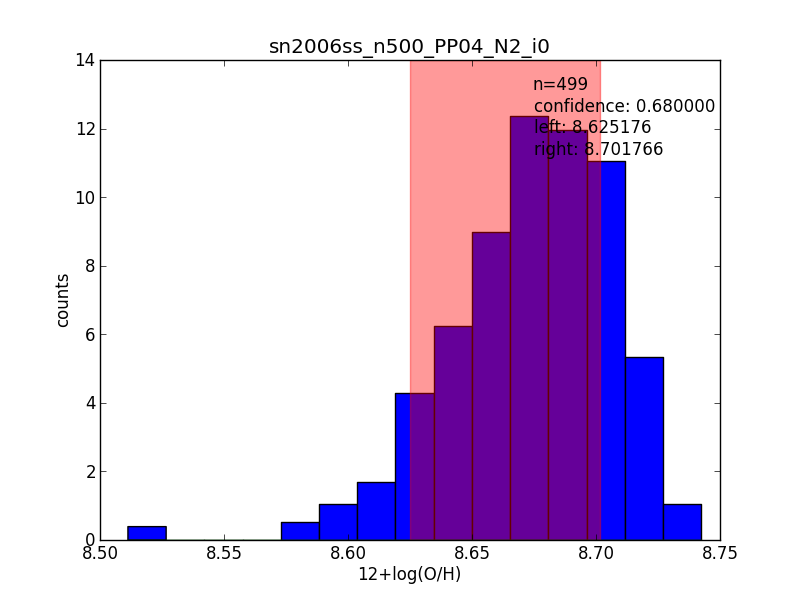 sn2006ss_n500_PP04_N2_i0
n=499
confidence: 0.680000
left: 8.625176
right: 8.701766
14
12
10
8
6
4
2
0
counts
8.50 8.55 8.60 8.65 8.70 8.75
12+log(O/H)